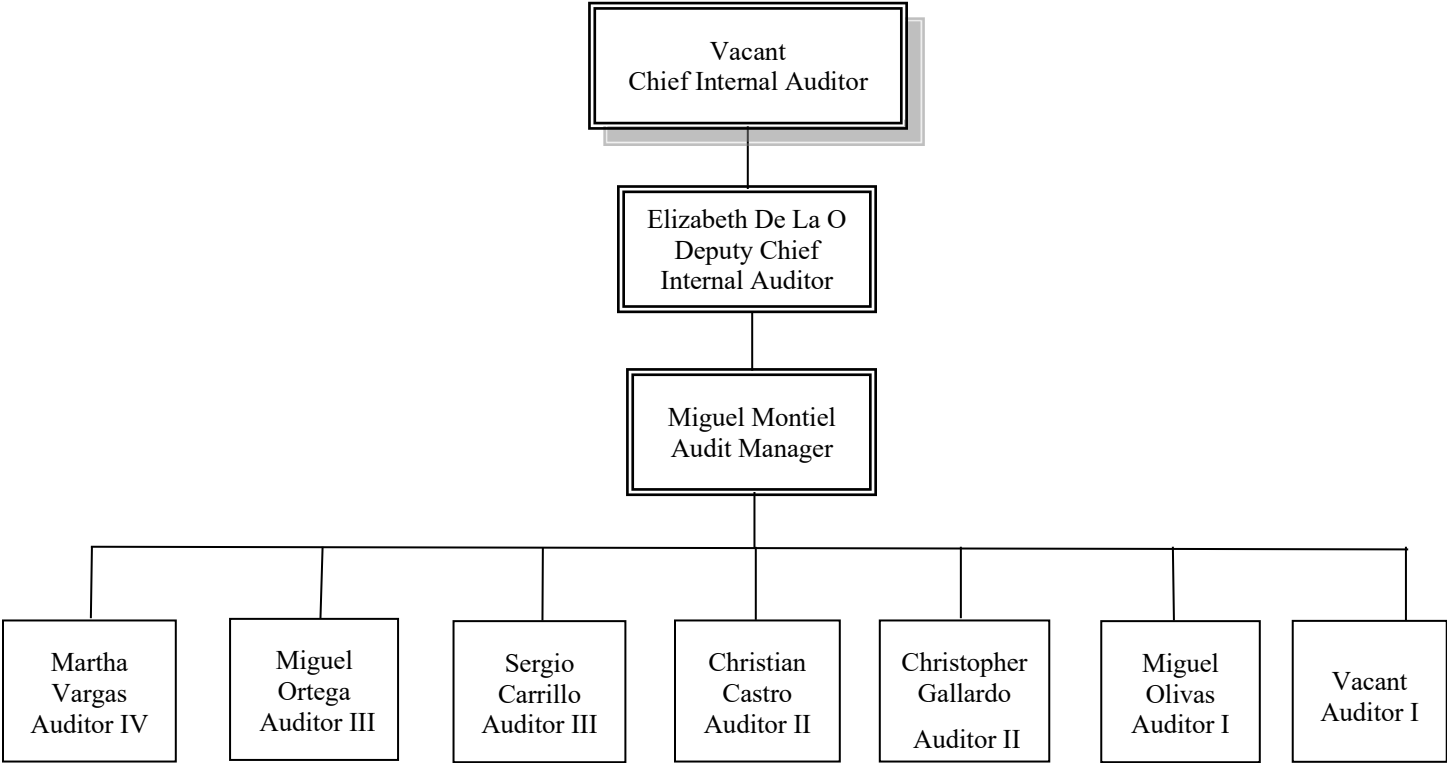 Vacant
Chief Internal Auditor
Elizabeth De La O
Deputy Chief
Internal Auditor
Miguel Montiel
Audit Manager
Martha
Vargas
Auditor IV
Miguel
Ortega
Auditor III
Sergio
Carrillo
Auditor III
Christian
Castro
Auditor II
Christopher
Gallardo
Auditor II
Miguel
Olivas
Auditor I
Vacant
Auditor I